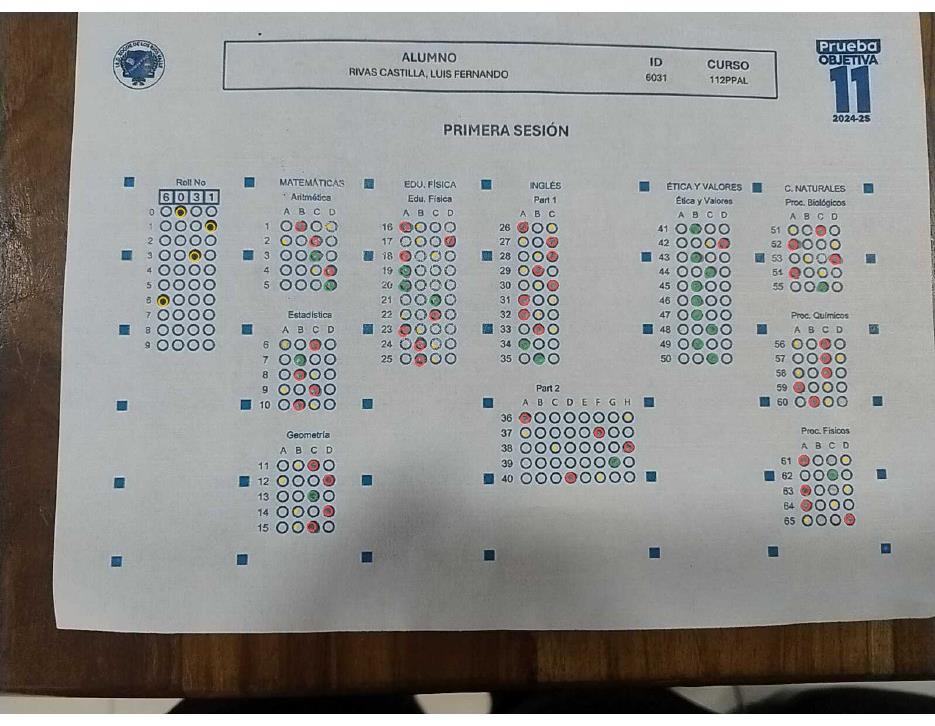 ALUMNO
RIVAS CASTILLA, LUIS FERNANDO
ID
6031
CURSO
112PPAL
Prueba
OBJETIVA
11
2024-25
PRIMERA SESIÓN
Roll No
6 0 3 1
0
1
2
3
4
5
6
7
8
9
MATEMÁTICAS
Aritmética
A B C D
1
2
3
4
5
Estadística
A B C D
6
7
8
9
10
Geometría
A B C D
11
12
13
14
15
EDU. FÍSICA
Edu. Física
A B C D
16
17
18
19
20
21
22
23
24
25
INGLÉS
Part 1
A B C
26
27
28
29
30
31
32
33
34
35
Part 2
A B C D E F G H
36
37
38
39
40
ÉTICA Y VALORES
Ética y Valores
A B C D
41
42
43
44
45
46
47
48
49
50
C. NATURALES
Proc. Biológicos
A B C D
51
52
53
54
55
Proc. Químicos
A B C D
56
57
58
59
60
Proc. Físicos
A B C D
61
62
63
64
65